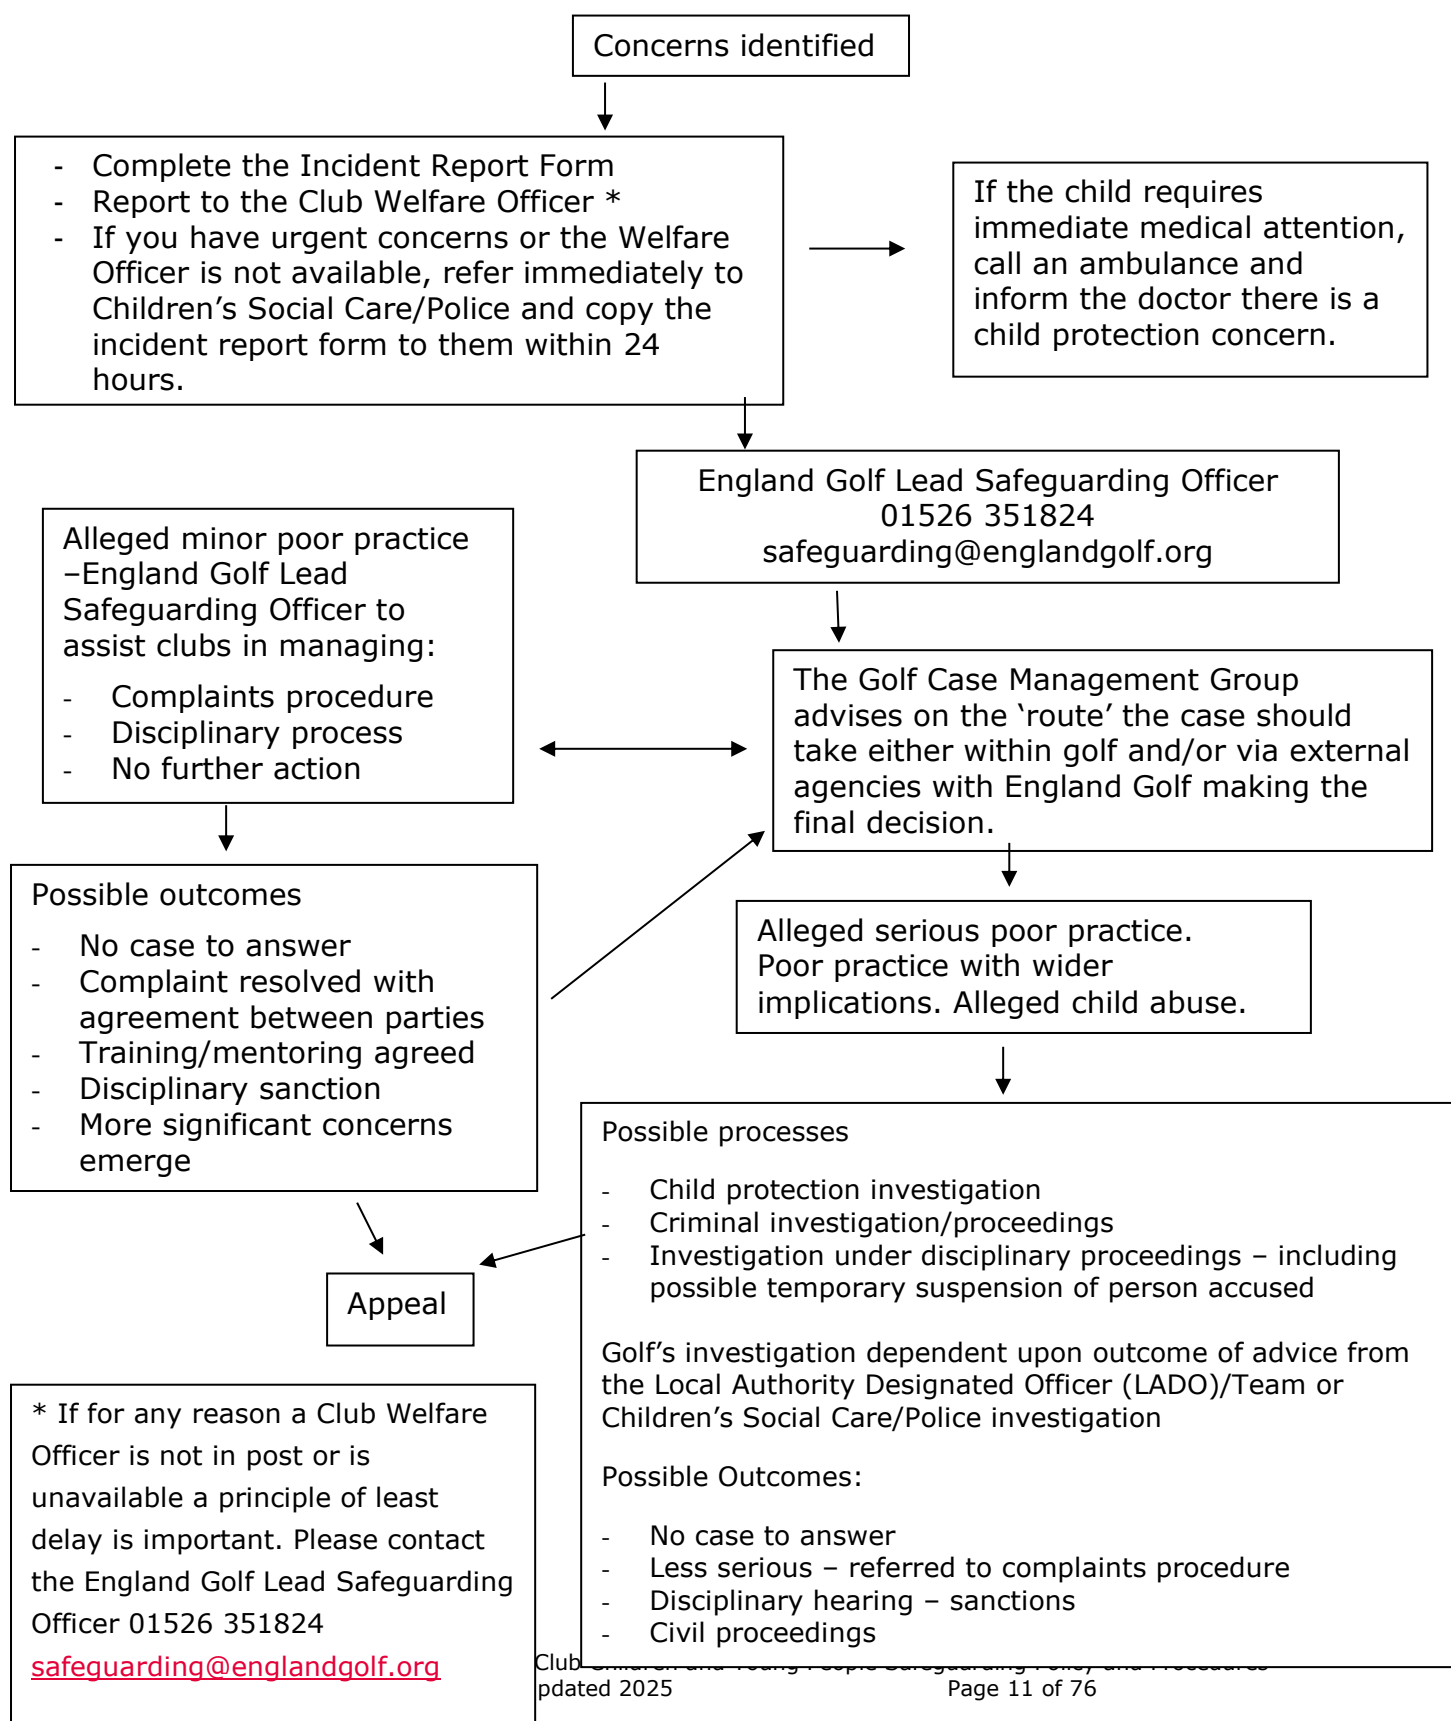 Concerns identified
- Complete the Incident Report Form
- Report to the Club Welfare Officer *
- If you have urgent concerns or the Welfare
Officer is not available, refer immediately to
Children’s Social Care/Police and copy the
incident report form to them within 24
hours.
If the child requires
immediate medical attention,
call an ambulance and
inform the doctor there is a
child protection concern.
England Golf Lead Safeguarding Officer
01526 351824
safeguarding@englandgolf.org
Alleged minor poor practice
–England Golf Lead
Safeguarding Officer to
assist clubs in managing:
- Complaints procedure
- Disciplinary process
- No further action
The Golf Case Management Group
advises on the ‘route’ the case should
take either within golf and/or via external
agencies with England Golf making the
final decision.
Possible outcomes
- No case to answer
- Complaint resolved with
agreement between parties
- Training/mentoring agreed
- Disciplinary sanction
- More significant concerns
emerge
Alleged serious poor practice.
Poor practice with wider
implications. Alleged child abuse.
Possible processes
- Child protection investigation
- Criminal investigation/proceedings
- Investigation under disciplinary proceedings – including
possible temporary suspension of person accused
Golf’s investigation dependent upon outcome of advice from
the Local Authority Designated Officer (LADO)/Team or
Children’s Social Care/Police investigation
Possible Outcomes:
- No case to answer
- Less serious – referred to complaints procedure
- Disciplinary hearing – sanctions
- Civil proceedings
Appeal
* If for any reason a Club Welfare
Officer is not in post or is
unavailable a principle of least
delay is important. Please contact
the England Golf Lead Safeguarding
Officer 01526 351824
safeguarding@englandgolf.org
Club Children and Young People Safeguarding Policy and Procedures
pdated 2025 Page 11 of 76